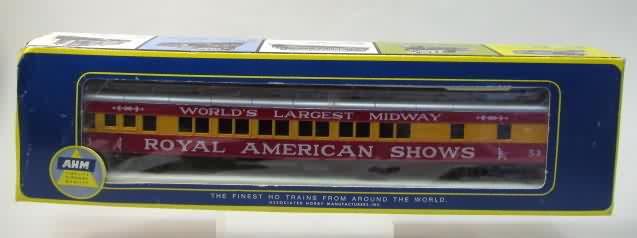 WORLD'S LARGEST MIDWAY
ROYAL AMERICAN SHOWS 53
AHM
THE FINEST HO TRAINS FROM AROUND THE WORLD.
ASSOCIATED HOBBY MANUFACTURERS, INC.